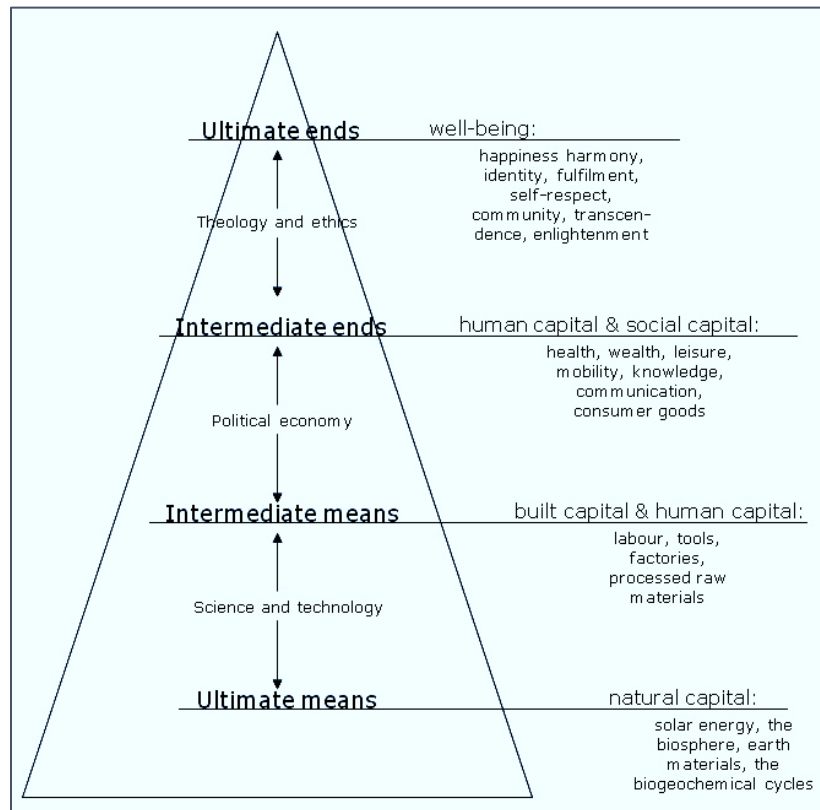 Ultimate ends
well-being:
happiness harmony,
identity, fulfilment,
self-respect,
community, transcen-
dence, enlightenment
Theology and ethics
Intermediate ends
human capital & social capital:
health, wealth, leisure,
mobility, knowledge,
communication,
consumer goods
Political economy
Intermediate means
built capital & human capital:
labour, tools,
factories,
processed raw
materials
Science and technology
Ultimate means
natural capital:
solar energy, the
biosphere, earth
materials, the
biogeochemical cycles